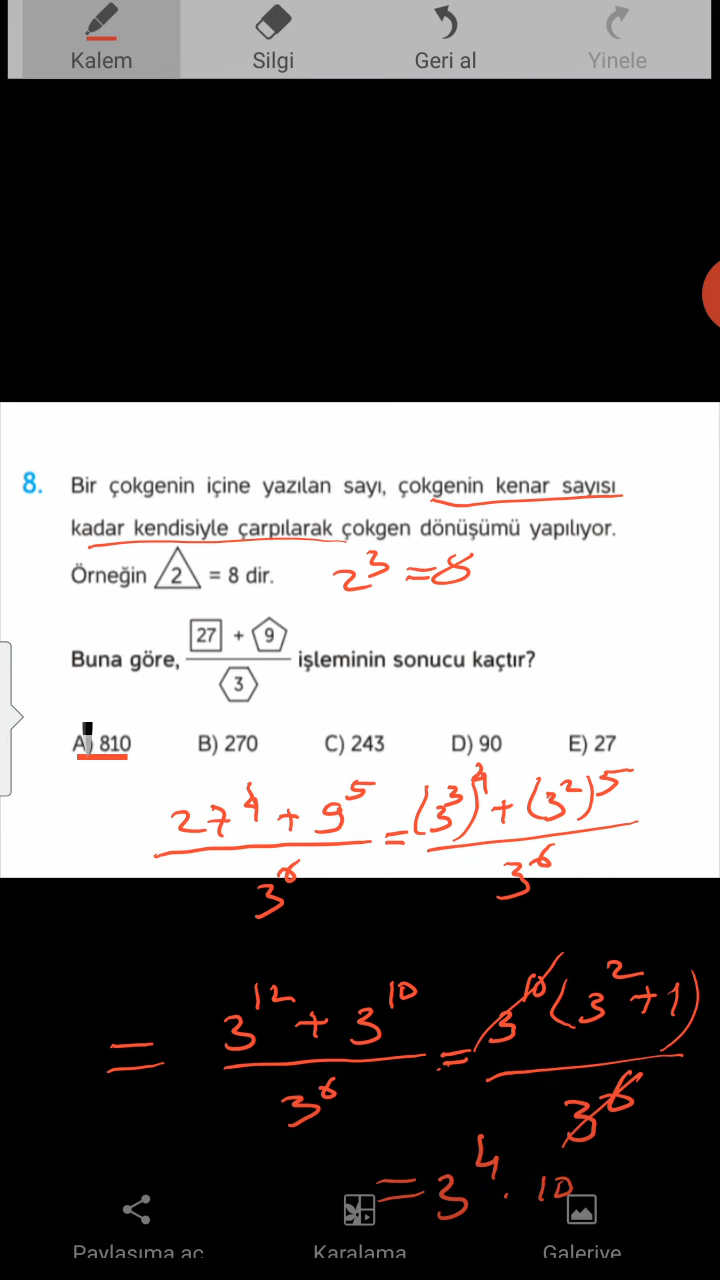 Kalem Silgi Geri al Yinele
8. Bir çokgenin içine yazılan sayı, çokgenin kenar sayısı
kadar kendisiyle çarpılarak çokgen dönüşümü yapılıyor.
Örneğin 2 = 8 dir. 2³ = 8
27 + 9
Buna göre, işleminin sonucu kaçtır?
3
A) 810 B) 270 C) 243 D) 90 E) 27
27⁴ + 9⁵ = (3³)⁴ + (3²)⁵
3⁶ 3⁶
= 3¹² + 3¹⁰ = 3¹⁰(3² + 1)
3⁶ 3⁶
= 3⁴ . 10
Paylaşıma aç Karalama Galeriye